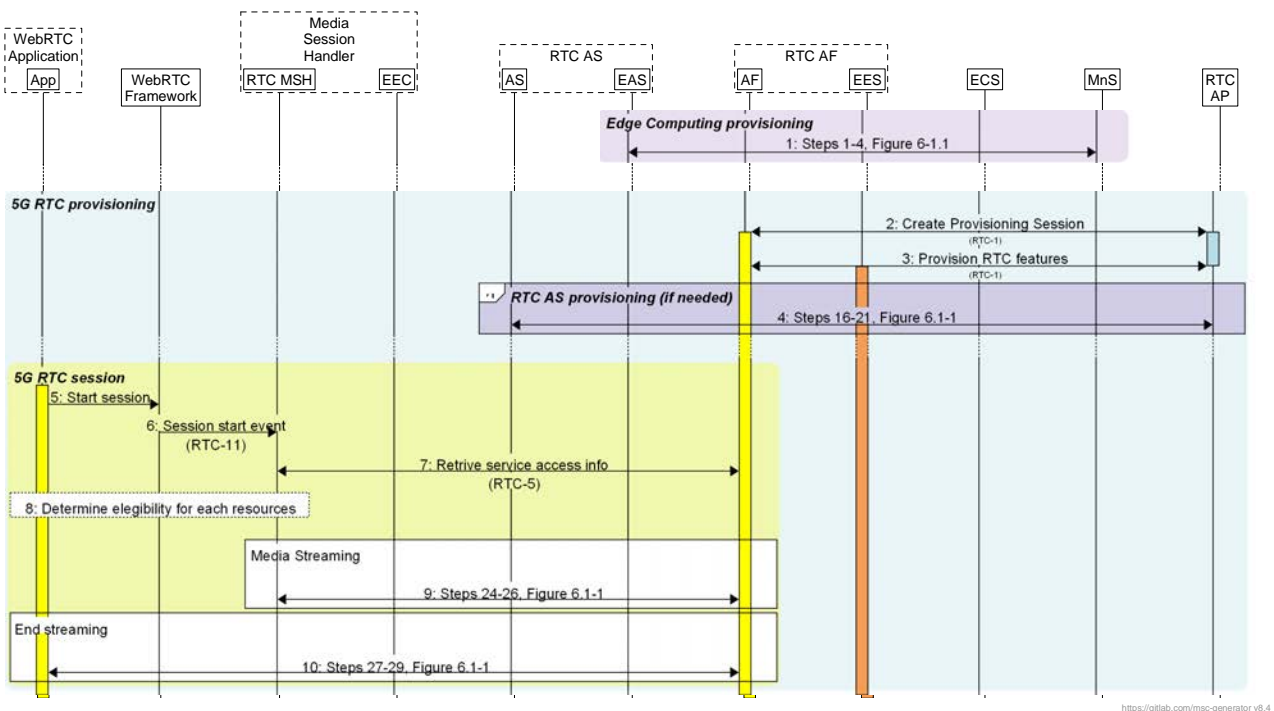 WebRTC
Application
App
WebRTC
Framework
Media
Session
Handler
RTC MSH
EEC
RTC AS
AS
EAS
RTC AF
AF
EES
ECS
MnS
RTC
AP
Edge Computing provisioning
1: Steps 1-4, Figure 6-1.1
5G RTC provisioning
2: Create Provisioning Session
(RTC-1)
3: Provision RTC features
(RTC-1)
RTC AS provisioning (if needed)
4: Steps 16-21, Figure 6.1-1
5G RTC session
5: Start session
6: Session start event
(RTC-11)
7: Retrive service access info
(RTC-5)
8: Determine elegibility for each resources
Media Streaming
9: Steps 24-26, Figure 6.1-1
End streaming
10: Steps 27-29, Figure 6.1-1
https://gitlab.com/msc-generator v8.4